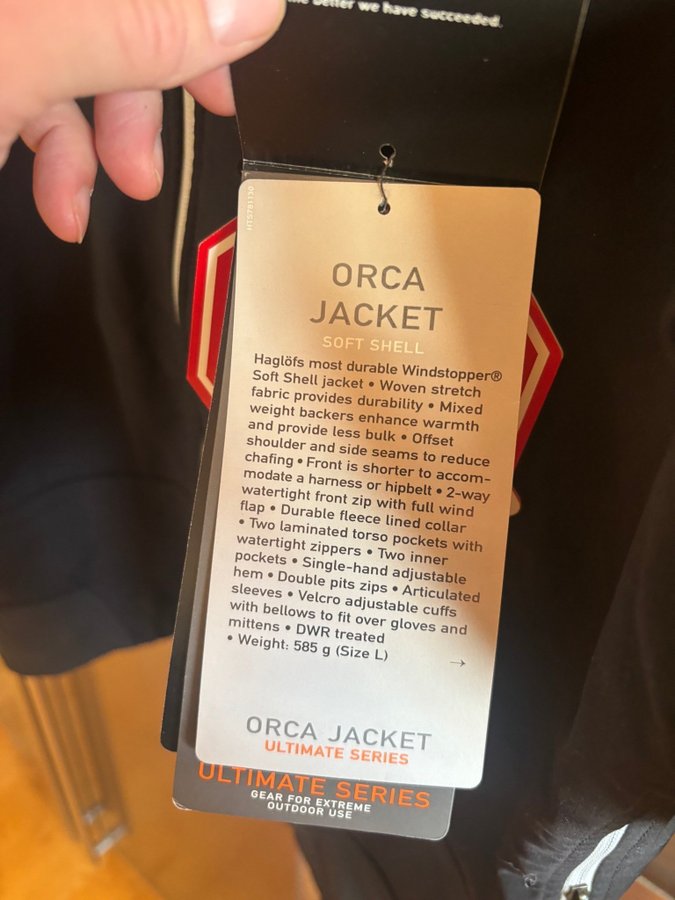 better we have succeeded.
ORCA
JACKET
SOFT SHELL
Haglöfs most durable Windstopper®
Soft Shell jacket • Woven stretch
fabric provides durability • Mixed
weight backers enhance warmth
and provide less bulk • Offset
shoulder and side seams to reduce
chafing • Front is shorter to accom-
modate a harness or hipbelt • 2-way
watertight front zip with full wind
flap • Durable fleece lined collar
• Two laminated torso pockets with
watertight zippers • Two inner
pockets • Single-hand adjustable
hem • Double pits zips • Articulated
sleeves • Velcro adjustable cuffs
with bellows to fit over gloves and
mittens • DWR treated
• Weight: 585 g (Size L)
→
ORCA JACKET
ULTIMATE SERIES
ULTIMATE SERIES
GEAR FOR EXTREME
OUTDOOR USE